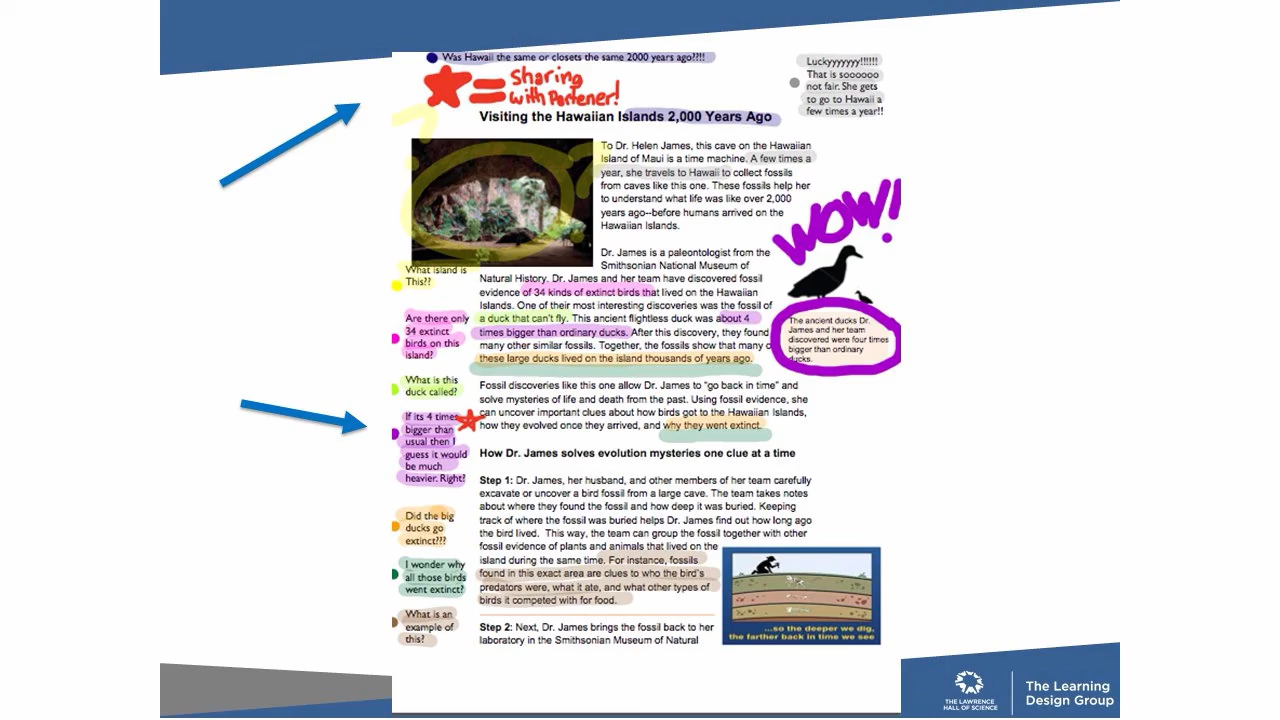 Was Hawaii the same or closets the same 2000 years ago???!!
= Sharing
with Partener!
Luckyyyyyy!!!!!!
That is soooooo
not fair. She gets
to go to Hawaii a
few times a year!!
Visiting the Hawaiian Islands 2,000 Years Ago
To Dr. Helen James, this cave on the Hawaiian
Island of Maui is a time machine. A few times a
year, she travels to Hawaii to collect fossils
from caves like this one. These fossils help her
to understand what life was like over 2,000
years ago--before humans arrived on the
Hawaiian Islands.
WOW!
Dr. James is a paleontologist from the
Smithsonian National Museum of
Natural History. Dr. James and her team have discovered fossil
evidence of 34 kinds of extinct birds that lived on the Hawaiian
Islands. One of their most interesting discoveries was the fossil of
a duck that can't fly. This ancient flightless duck was about 4
times bigger than ordinary ducks. After this discovery, they found
many other similar fossils. Together, the fossils show that many o
these large ducks lived on the island thousands of years ago.
The ancient ducks Dr.
James and her team
discovered were four times
bigger than ordinary
ducks.
What island is
This??
Are there only
34 extinct
birds on this
island?
What is this
duck called?
If its 4 times
bigger than
usual then I
guess it would
be much
heavier. Right?
Did the big
ducks go
extinct???
I wonder why
all those birds
went extinct?
What is an
example of
this?
Fossil discoveries like this one allow Dr. James to "go back in time" and
solve mysteries of life and death from the past. Using fossil evidence, she
can uncover important clues about how birds got to the Hawaiian Islands,
how they evolved once they arrived, and why they went extinct.
How Dr. James solves evolution mysteries one clue at a time
Step 1: Dr. James, her husband, and other members of her team carefully
excavate or uncover a bird fossil from a large cave. The team takes notes
about where they found the fossil and how deep it was buried. Keeping
track of where the fossil was buried helps Dr. James find out how long ago
the bird lived. This way, the team can group the fossil together with other
fossil evidence of plants and animals that lived on the
island during the same time. For instance, fossils
found in this exact area are clues to who the bird's
predators were, what it ate, and what other types of
birds it competed with for food.
Step 2: Next, Dr. James brings the fossil back to her
laboratory in the Smithsonian Museum of Natural
...so the deeper we dig,
the farther back in time we see
THE LAWRENCE
HALL OF SCIENCE
The Learning
Design Group